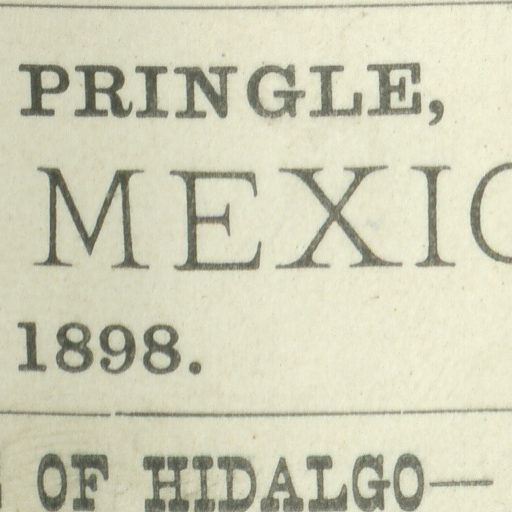 PRINGLE,
MEXIC
1898.
OF HIDALGO—